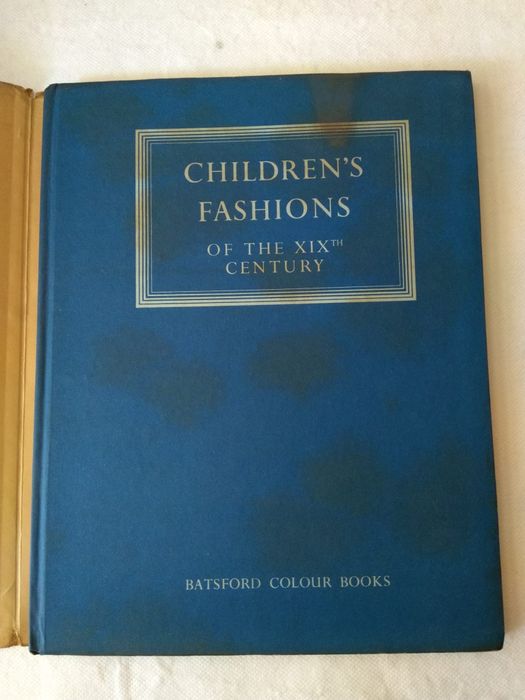 CHILDREN'S
FASHIONS
OF THE XIXTH
CENTURY
BATSFORD COLOUR BOOKS